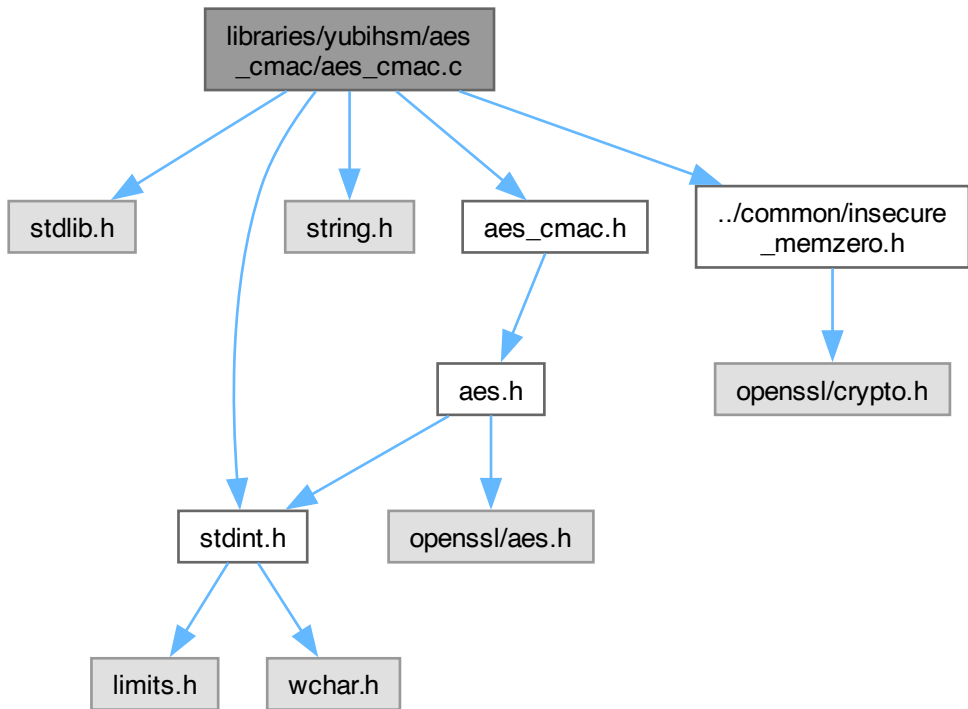 libraries/yubihsm/aes
_cmac/aes_cmac.c
stdlib.h
string.h
aes_cmac.h
../common/insecure
_memzero.h
aes.h
openssl/crypto.h
stdint.h
openssl/aes.h
limits.h
wchar.h